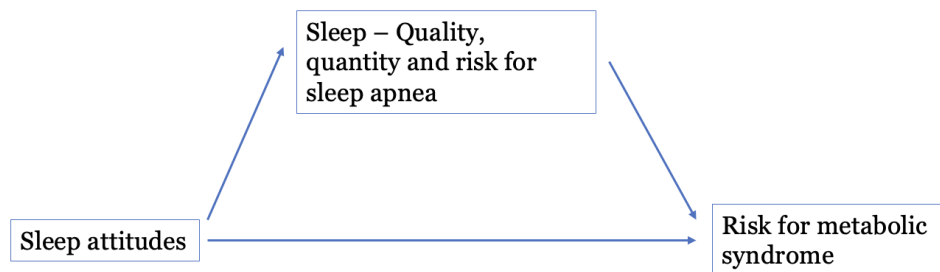 Sleep – Quality,
quantity and risk for
sleep apnea
Sleep attitudes
Risk for metabolic
syndrome